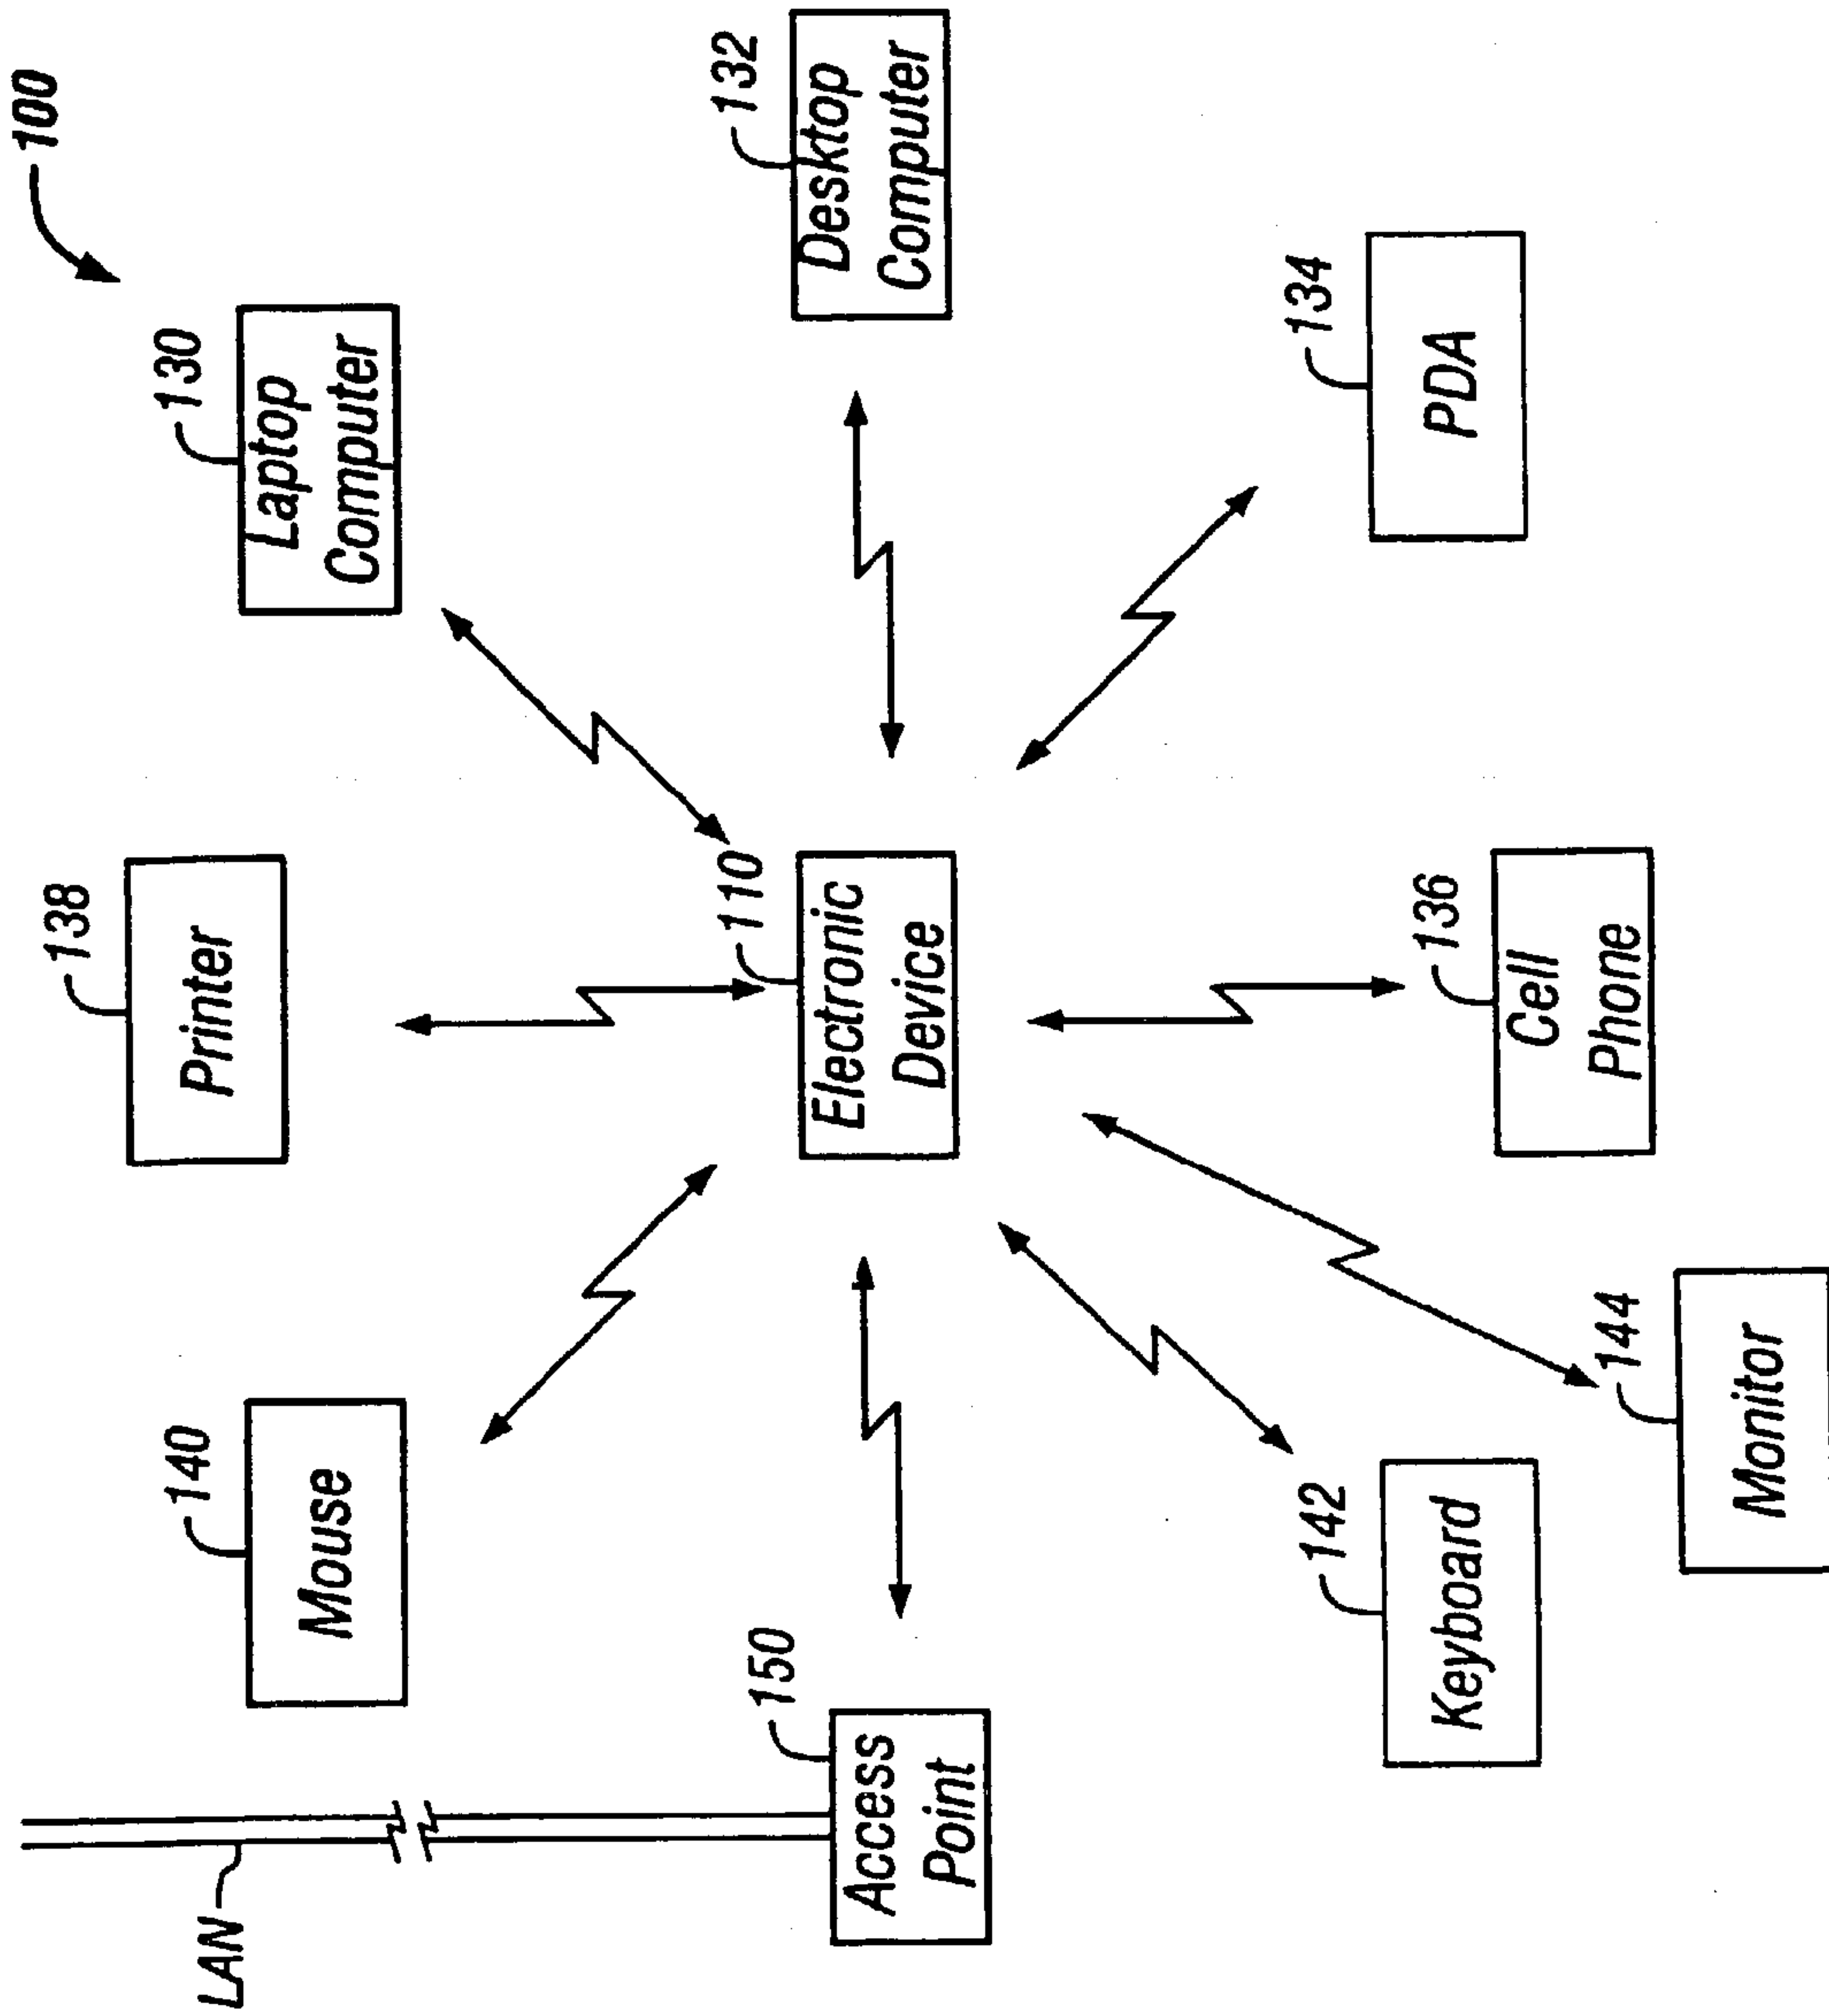 100
138
Printer
130
Laptop
Computer
140
Mouse
LAN
132
Desktop
Computer
110
Electronic
Device
150
Access
Point
134
PDA
136
Cell
Phone
142
Keyboard
144
Monitor